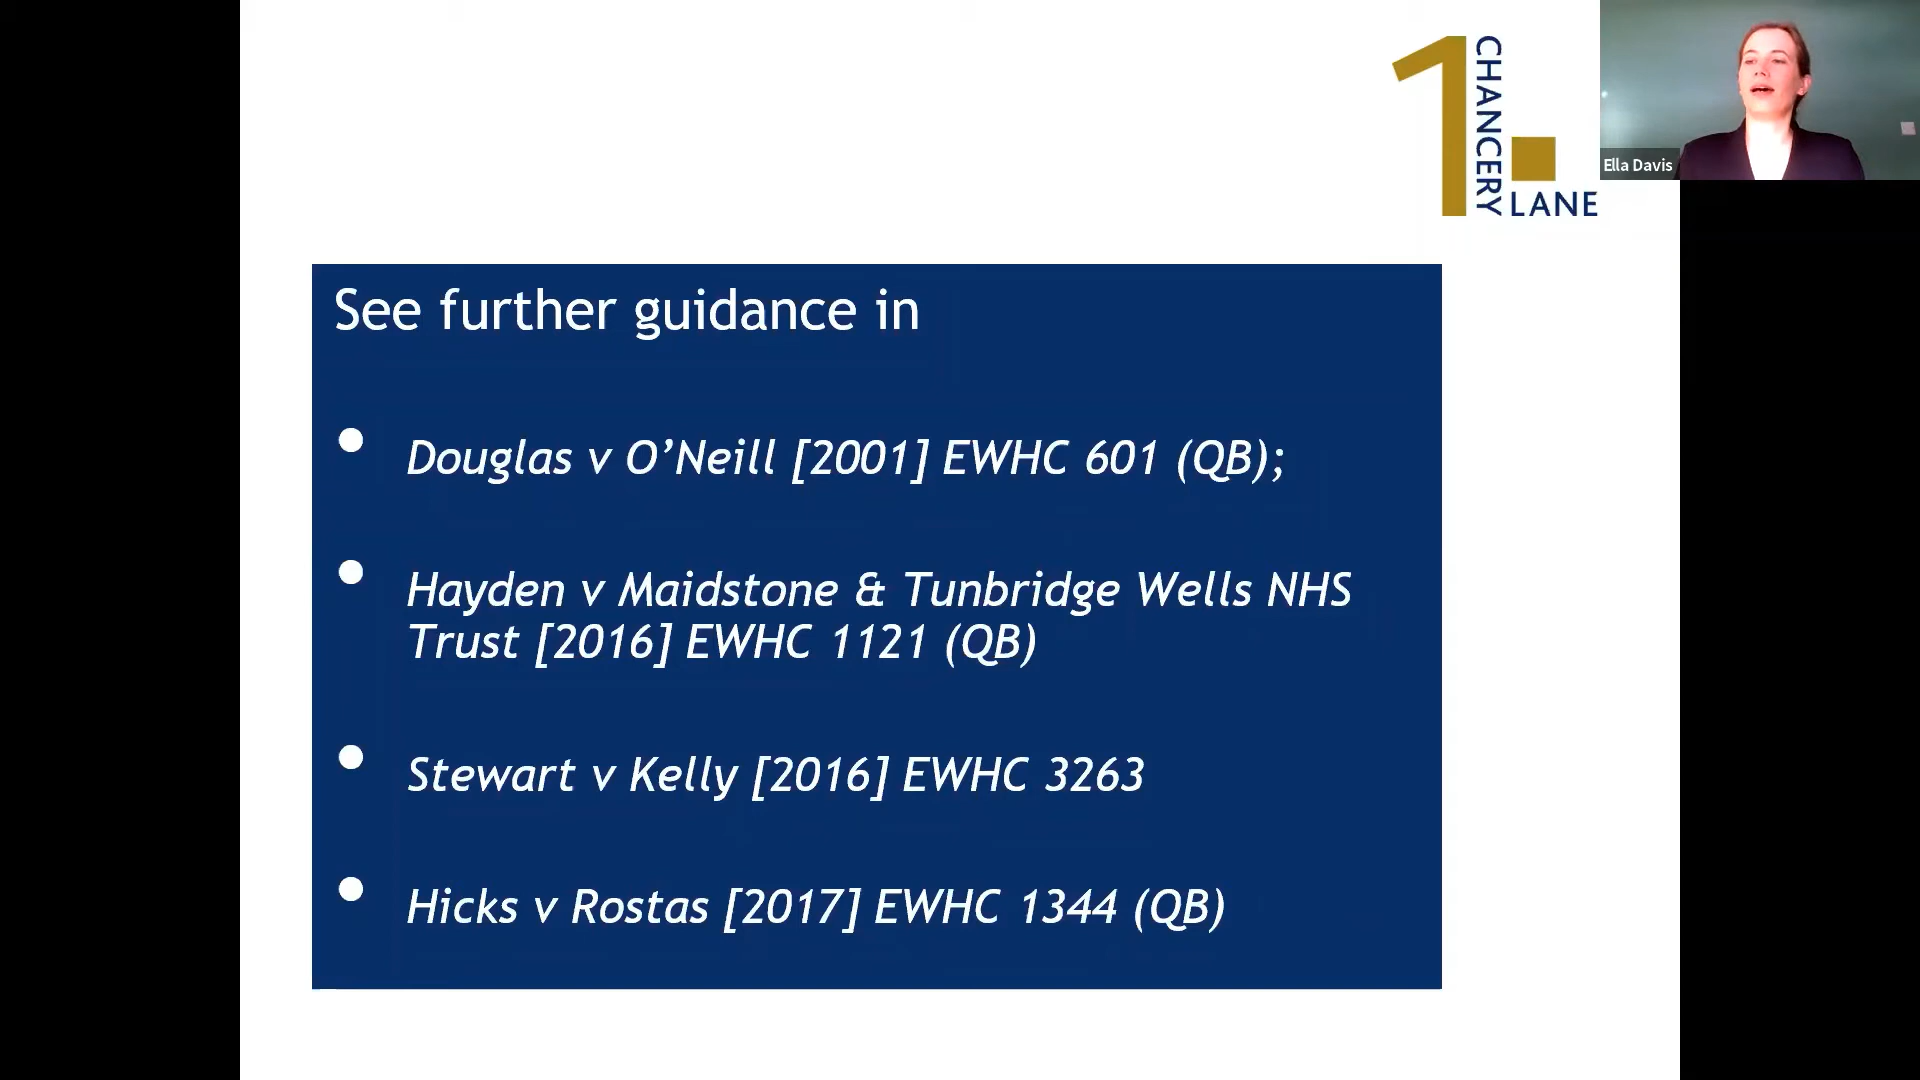 1 CHANCERY
LANE
Ella Davis
See further guidance in
• Douglas v O’Neill [2001] EWHC 601 (QB);
• Hayden v Maidstone & Tunbridge Wells NHS
Trust [2016] EWHC 1121 (QB)
• Stewart v Kelly [2016] EWHC 3263
• Hicks v Rostas [2017] EWHC 1344 (QB)